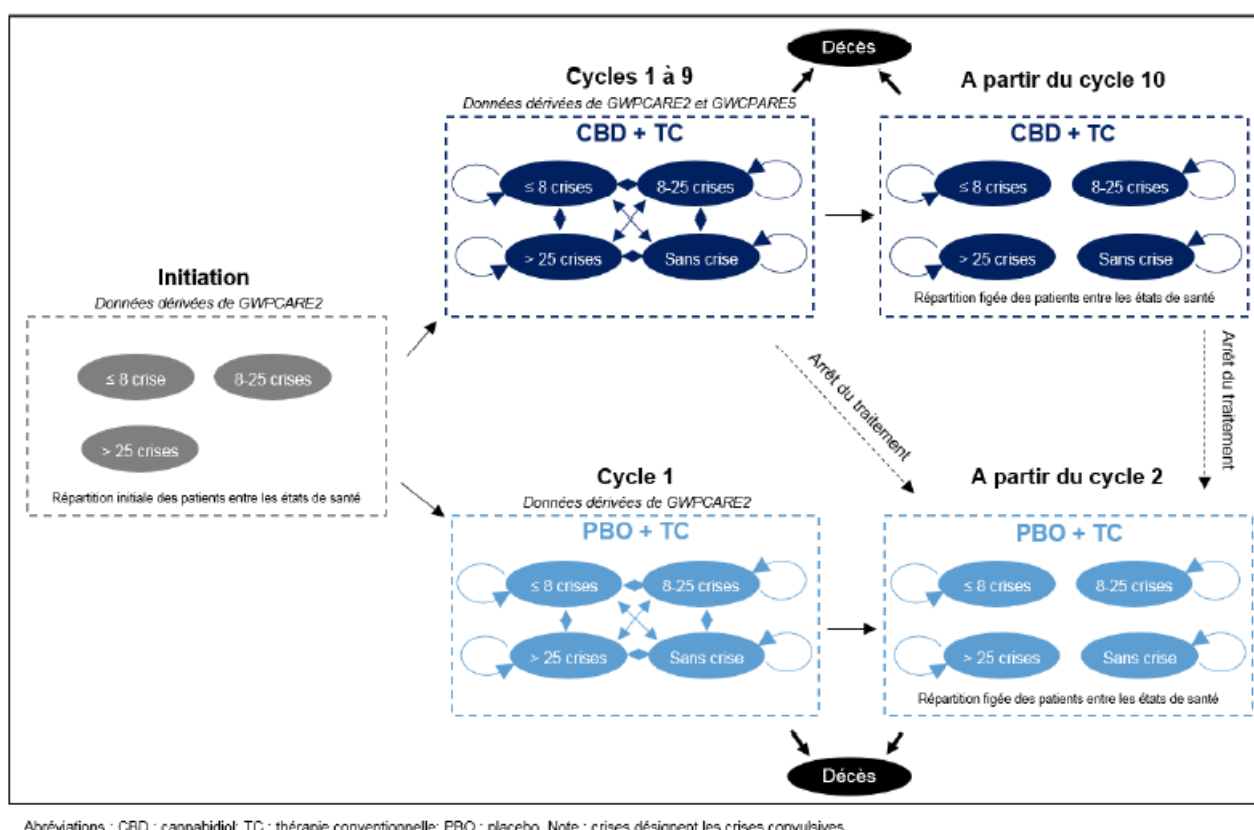 Décès
Cycles 1 à 9
Données dérivées de GWPCARE2 et GWCPARE5
CBD + TC
≤ 8 crises
8-25 crises
> 25 crises
Sans crise
A partir du cycle 10
CBD + TC
≤ 8 crises
8-25 crises
> 25 crises
Sans crise
Répartition figée des patients entre les états de santé
Initiation
Données dérivées de GWPCARE2
≤ 8 crise
8-25 crises
> 25 crises
Répartition initiale des patients entre les états de santé
Arrêt du traitement
Arrêt du traitement
Cycle 1
Données dérivées de GWPCARE2
PBO + TC
≤ 8 crises
8-25 crises
> 25 crises
Sans crise
A partir du cycle 2
PBO + TC
≤ 8 crises
8-25 crises
> 25 crises
Sans crise
Répartition figée des patients entre les états de santé
Décès
Abréviations : CBD : cannabidiol; TC : thérapie conventionnelle; PBO : placebo. Note : crises désignent les crises convulsives